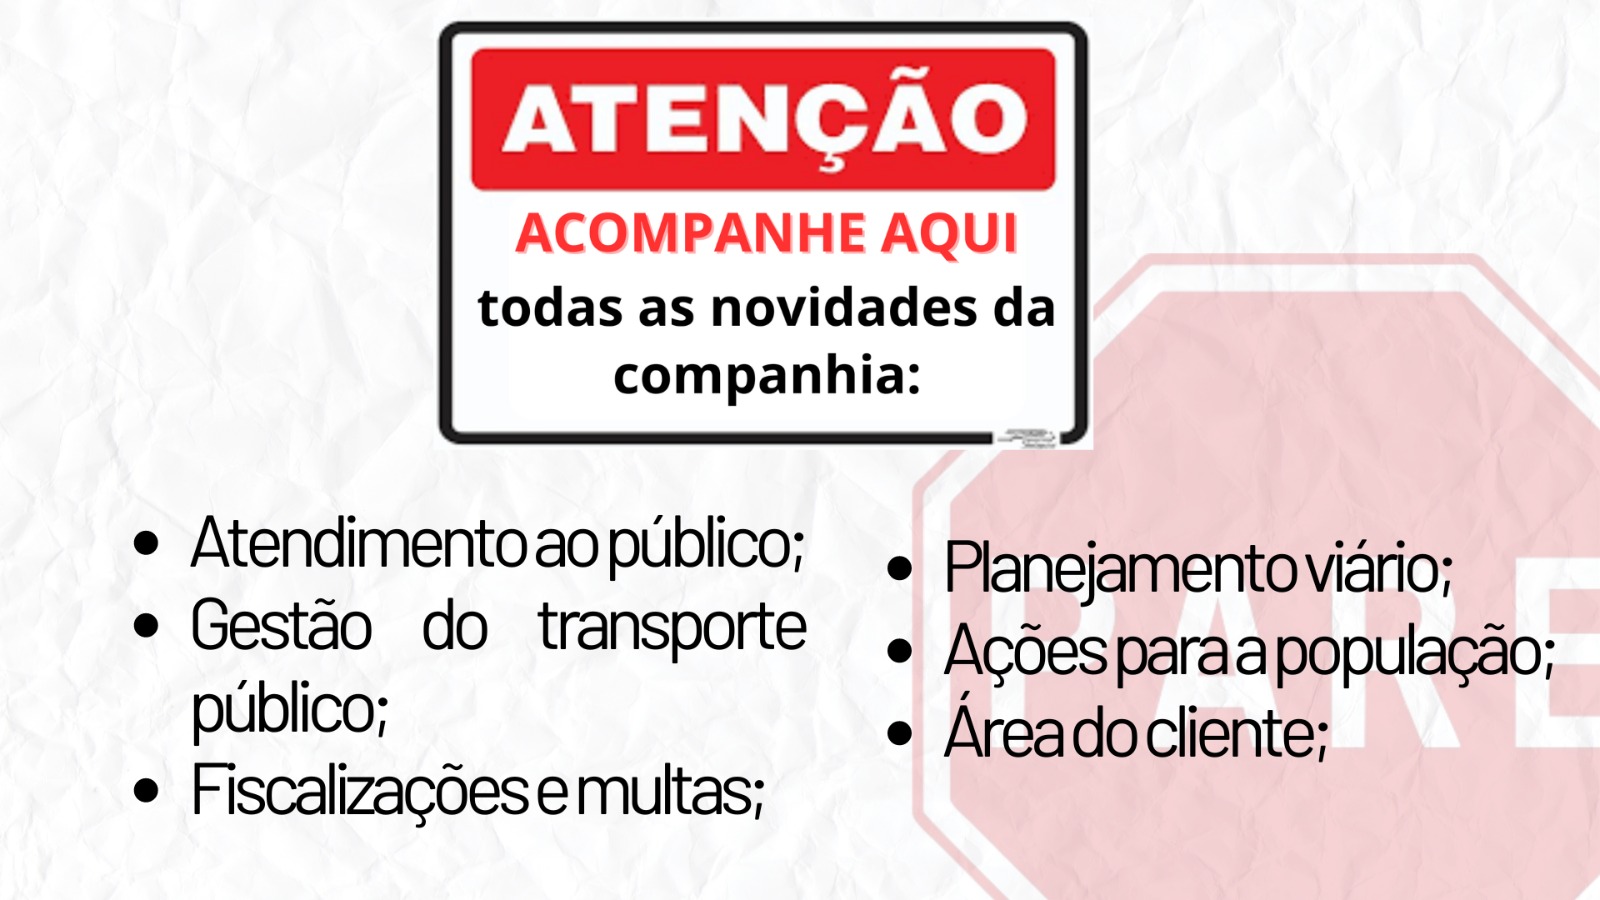 ATENÇÃO
ACOMPANHE AQUI
todas as novidades da
companhia:
Atendimento ao público;
Gestão do transporte
público;
Fiscalizações e multas;
Planejamento viário;
Ações para a população;
Área do cliente;
PARE